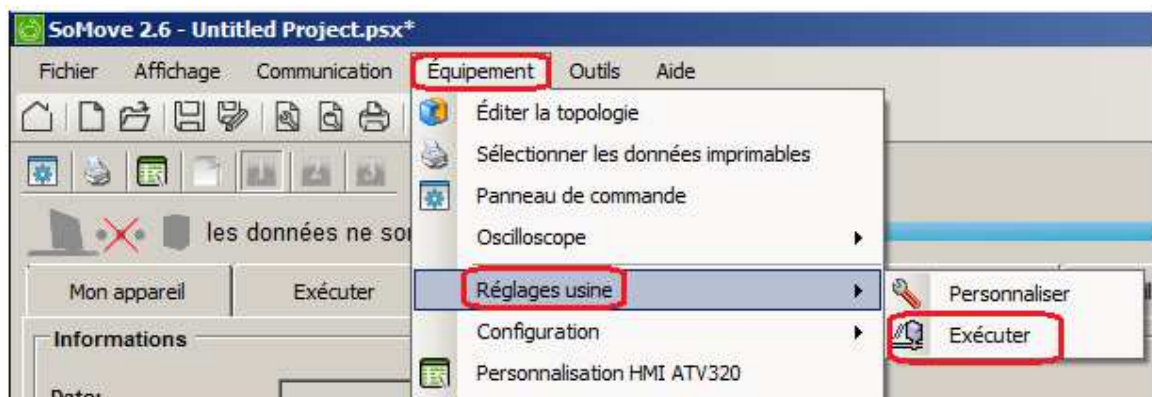 SoMove 2.6 - Untitled Project.psx*
Fichier Affichage Communication Équipement Outils Aide
Éditer la topologie
Sélectionner les données imprimables
Panneau de commande
les données ne
Oscilloscope
Mon appareil Exécuter Réglages usine Personnaliser
Informations Configuration Exécuter
Personnalisation HMI ATV320
Date: